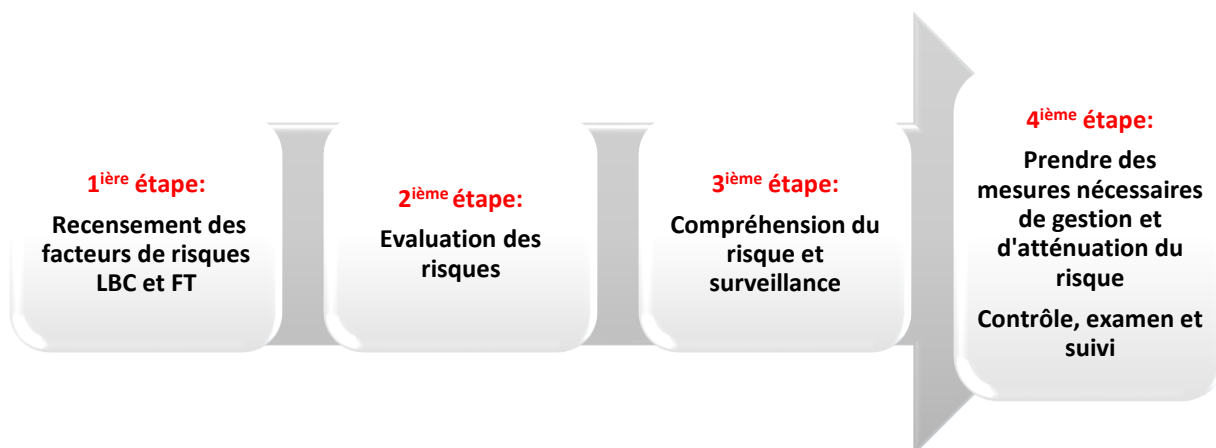 1ière étape:
Recensement des
facteurs de risques
LBC et FT
2ième étape:
Evaluation des
risques
3ième étape:
Compréhension du
risque et
surveillance
4ième étape:
Prendre des
mesures nécessaires
de gestion et
d'atténuation du
risque
Contrôle, examen et
suivi